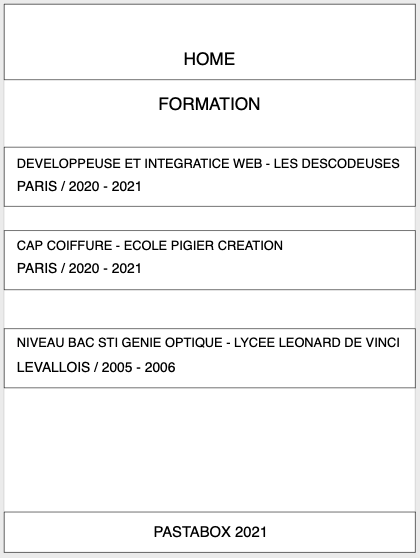 HOME
FORMATION
DEVELOPPEUSE ET INTEGRATICE WEB - LES DESCODEUSES
PARIS / 2020 - 2021
CAP COIFFURE - ECOLE PIGIER CREATION
PARIS / 2020 - 2021
NIVEAU BAC STI GENIE OPTIQUE - LYCEE LEONARD DE VINCI
LEVALLOIS / 2005 - 2006
PASTABOX 2021